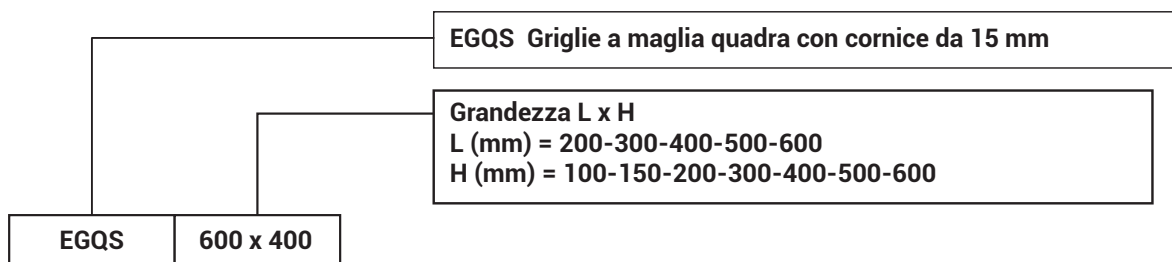 EGQS Griglie a maglia quadra con cornice da 15 mm
Grandezza L x H
L (mm) = 200-300-400-500-600
H (mm) = 100-150-200-300-400-500-600
EGQS
600 x 400